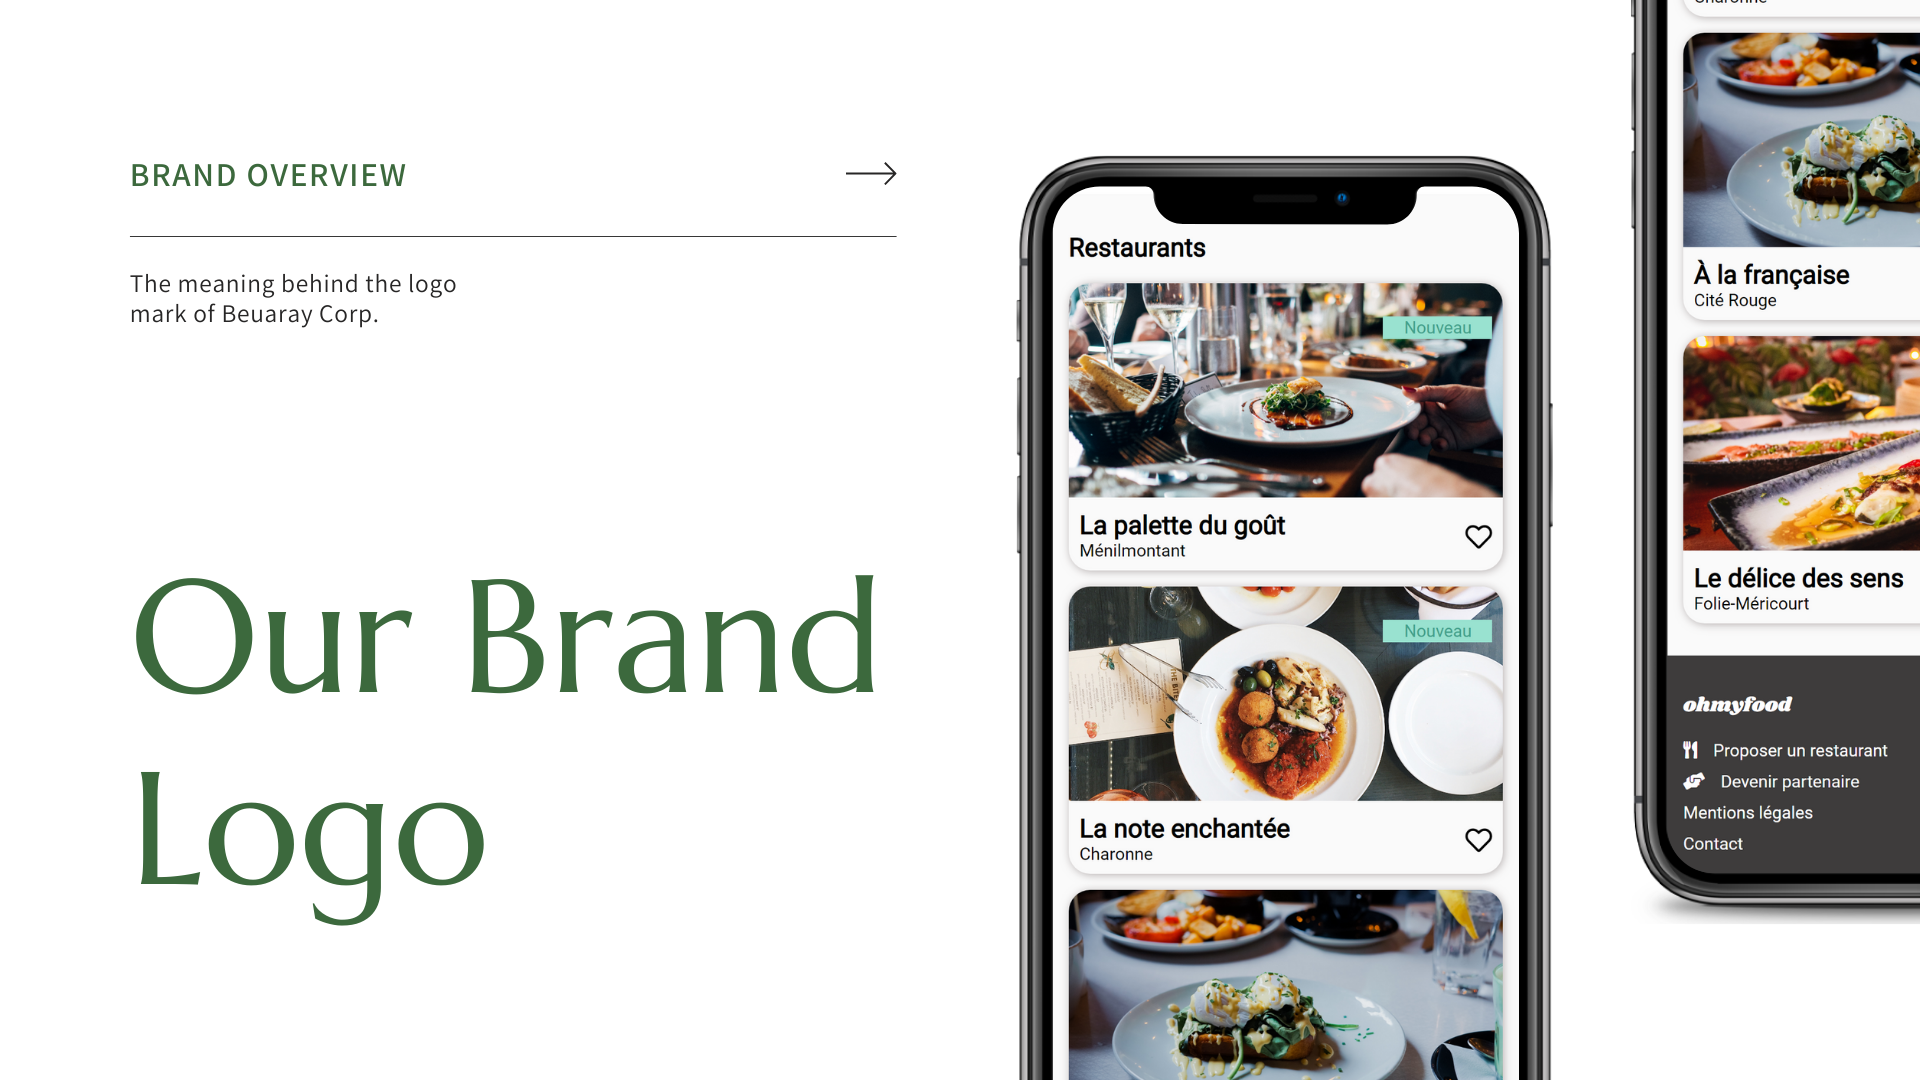 BRAND OVERVIEW
The meaning behind the logo
mark of Beuaray Corp.
Our Brand
Logo
Restaurants
Nouveau
La palette du goût
Ménilmontant
Nouveau
La note enchantée
Charonne
Charonne
À la française
Cité Rouge
Le délice des sens
Folie-Méricourt
ohmyfood
Proposer un restaurant
Devenir partenaire
Mentions légales
Contact